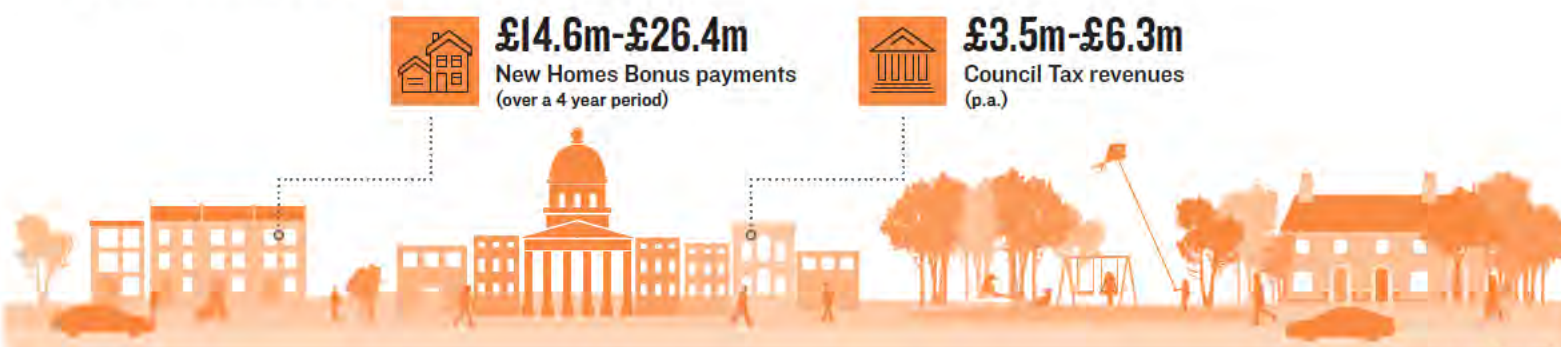 £14.6m-£26.4m
New Homes Bonus payments
(over a 4 year period)
£3.5m-£6.3m
Council Tax revenues
(p.a.)